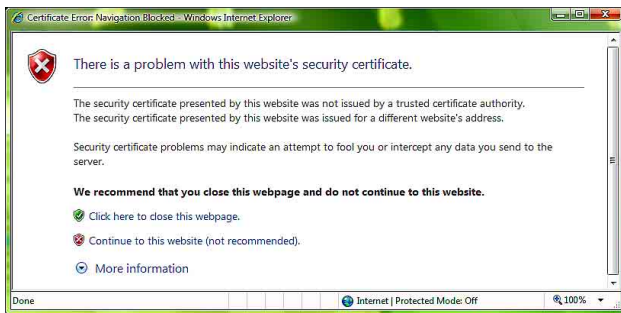 Certificate Error: Navigation Blocked - Windows Internet Explorer
There is a problem with this website's security certificate.
The security certificate presented by this website was not issued by a trusted certificate authority.
The security certificate presented by this website was issued for a different website's address.
Security certificate problems may indicate an attempt to fool you or intercept any data you send to the
server.
We recommend that you close this webpage and do not continue to this website.
Click here to close this webpage.
Continue to this website (not recommended).
More information
Done
Internet | Protected Mode: Off
100%